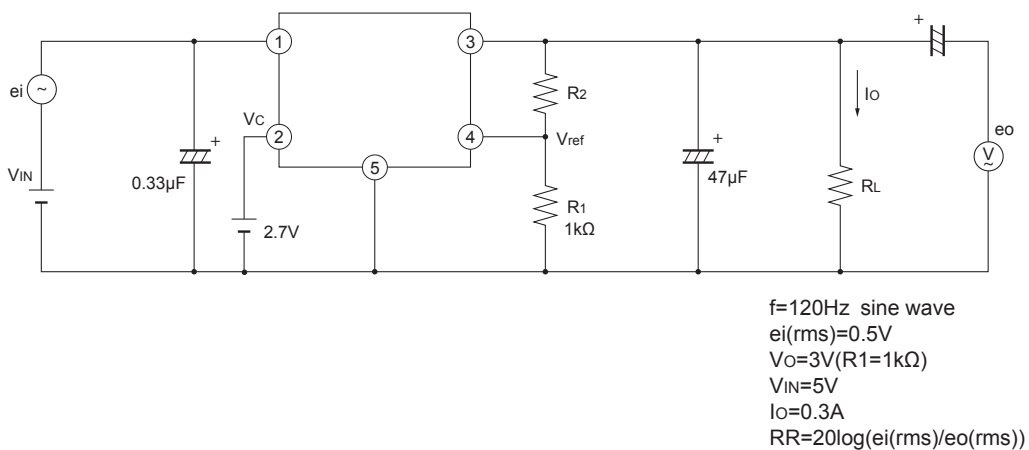 +
1
3
ei
~
R2
IO
VC
+
+
eo
2
4
Vref
V
~
VIN
5
0.33µF
47µF
RL
R1
1kΩ
2.7V
f=120Hz sine wave
ei(rms)=0.5V
VO=3V(R1=1kΩ)
VIN=5V
IO=0.3A
RR=20log(ei(rms)/eo(rms))